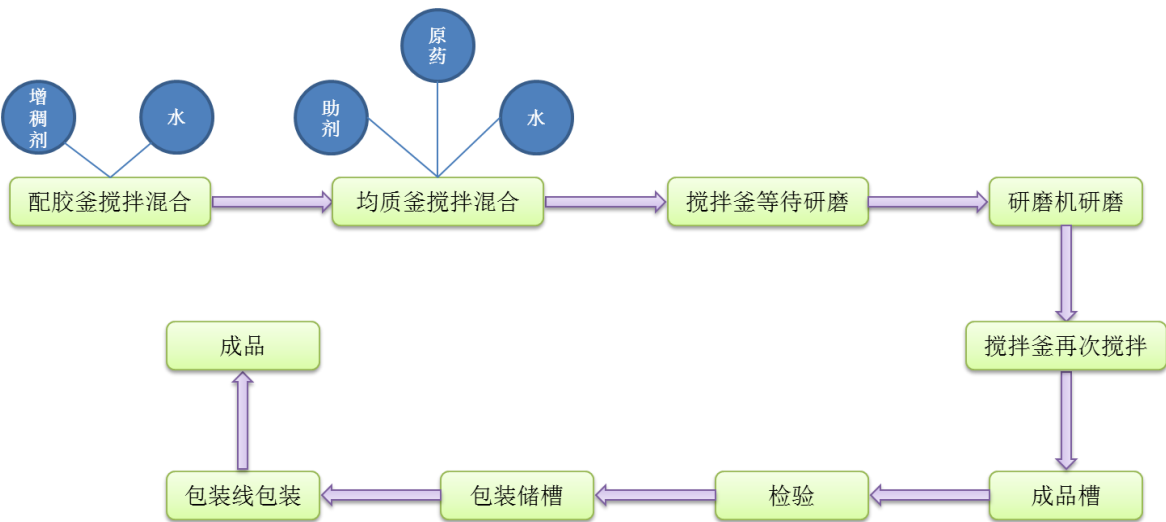 原
药
增
稠
剂
水
助
剂
水
配胶釜搅拌混合
均质釜搅拌混合
搅拌釜等待研磨
研磨机研磨
搅拌釜再次搅拌
成品槽
检验
包装储槽
包装线包装
成品